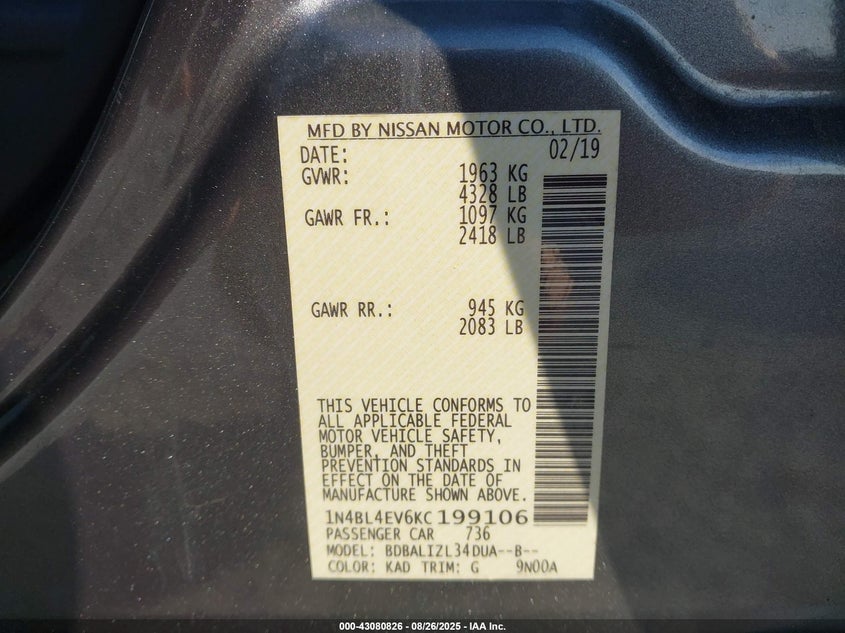 MFD BY NISSAN MOTOR CO., LTD.
DATE: 02/19
GVWR: 1963 KG
4328 LB
GAWR FR.: 1097 KG
2418 LB
GAWR RR.: 945 KG
2083 LB
THIS VEHICLE CONFORMS TO
ALL APPLICABLE FEDERAL
MOTOR VEHICLE SAFETY,
BUMPER, AND THEFT
PREVENTION STANDARDS IN
EFFECT ON THE DATE OF
MANUFACTURE SHOWN ABOVE.
1N4BL4EV6KC199106
PASSENGER CAR 736
MODEL: BDBALIZL34DUA--B--
COLOR: KAD TRIM: G 9N00A
000-43080826 - 08/26/2025 - IAA Inc.